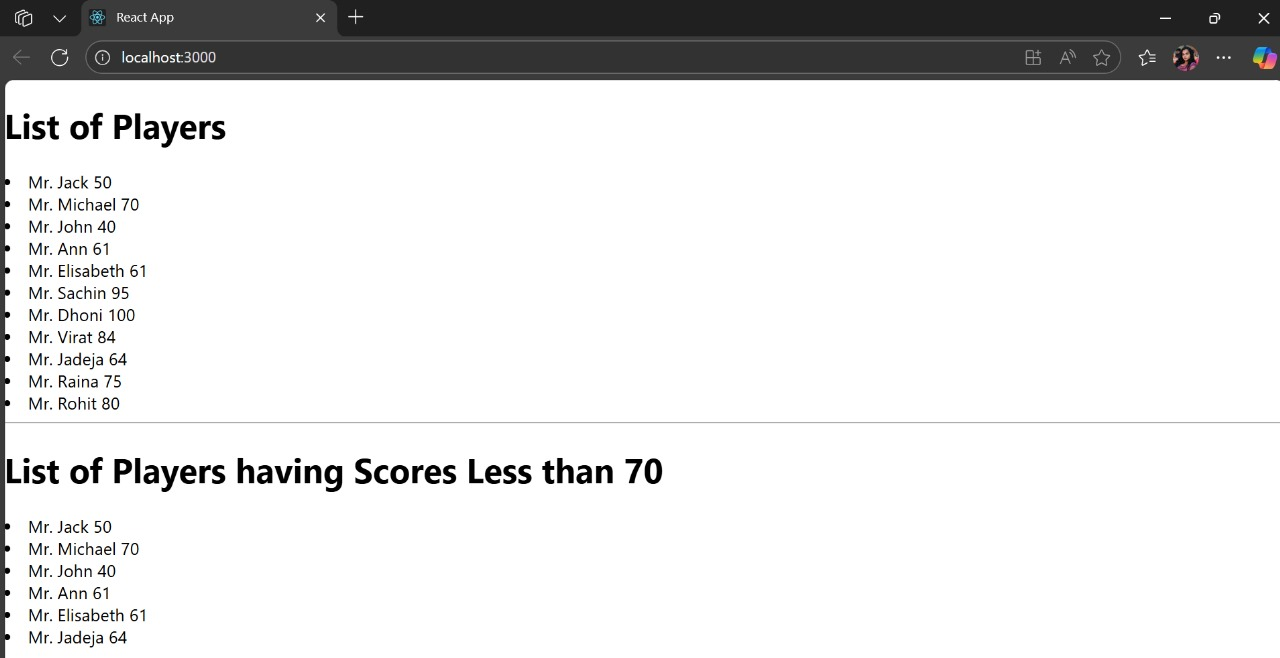 React App
localhost:3000
List of Players
Mr. Jack 50
Mr. Michael 70
Mr. John 40
Mr. Ann 61
Mr. Elisabeth 61
Mr. Sachin 95
Mr. Dhoni 100
Mr. Virat 84
Mr. Jadeja 64
Mr. Raina 75
Mr. Rohit 80
List of Players having Scores Less than 70
Mr. Jack 50
Mr. Michael 70
Mr. John 40
Mr. Ann 61
Mr. Elisabeth 61
Mr. Jadeja 64